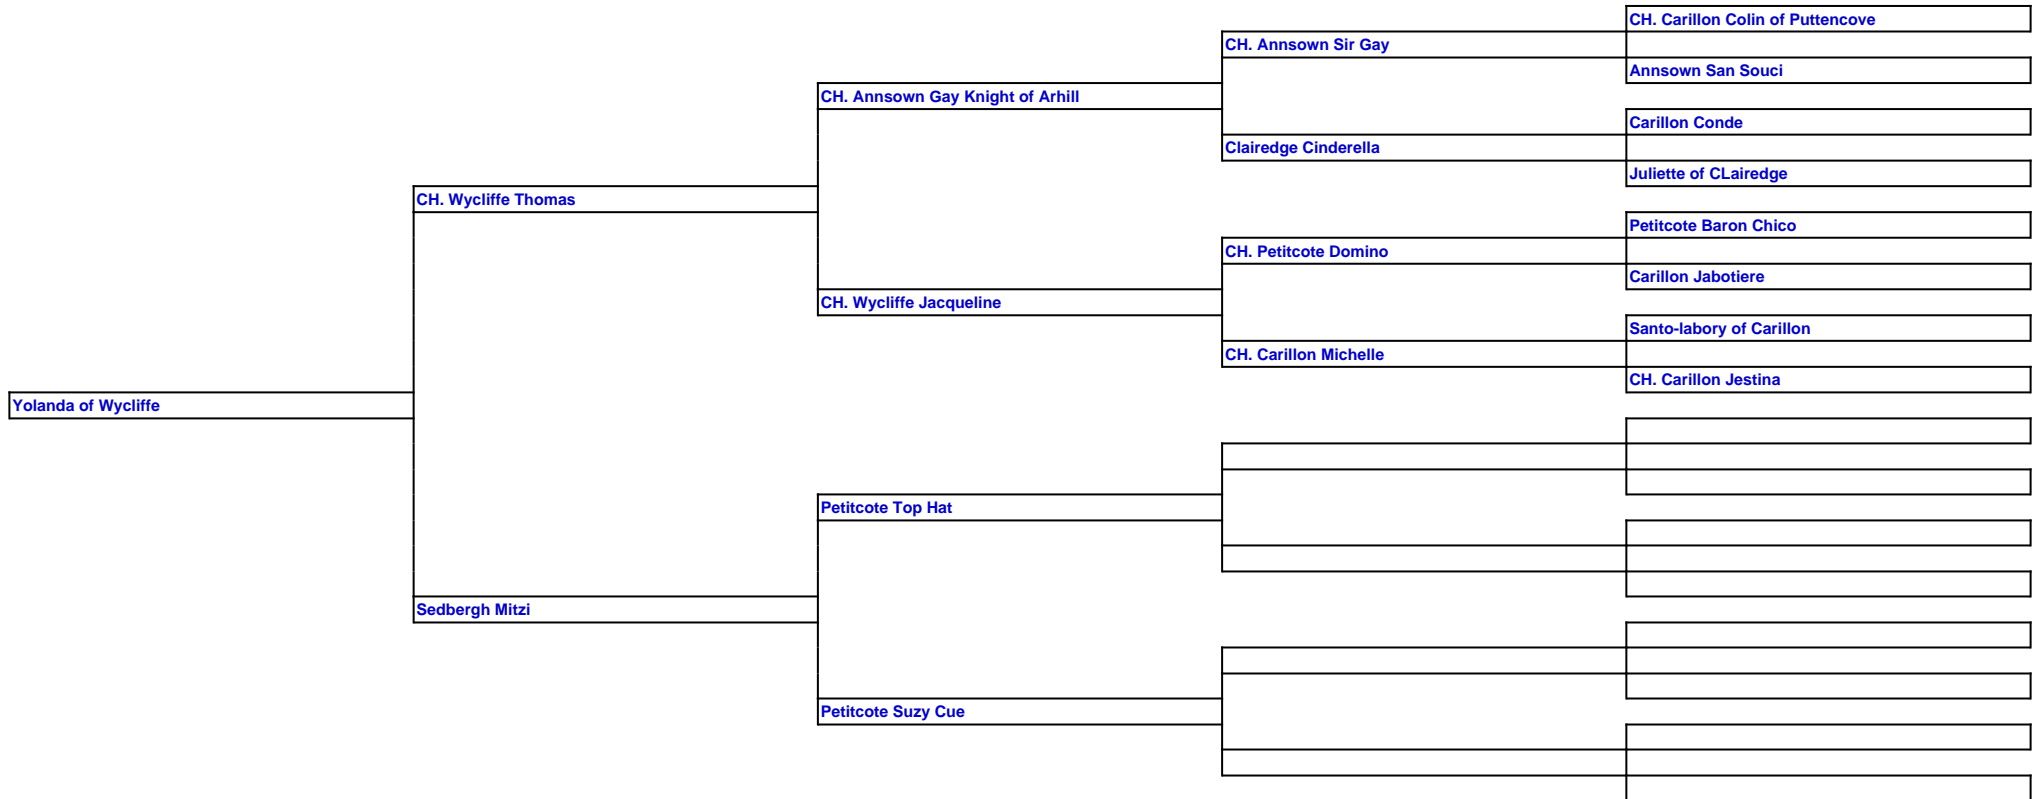 CH. Carillon Colin of Puttencove
CH. Annsown Sir Gay
Annsown San Souci
CH. Annsown Gay Knight of Arhill
Carillon Conde
Clairedge Cinderella
Juliette of CLairedge
CH. Wycliffe Thomas
Petitcote Baron Chico
CH. Petitcote Domino
Carillon Jabotiere
CH. Wycliffe Jacqueline
Santo-labory of Carillon
CH. Carillon Michelle
CH. Carillon Jestina
Yolanda of Wycliffe
Petitcote Top Hat
Sedbergh Mitzi
Petitcote Suzy Cue